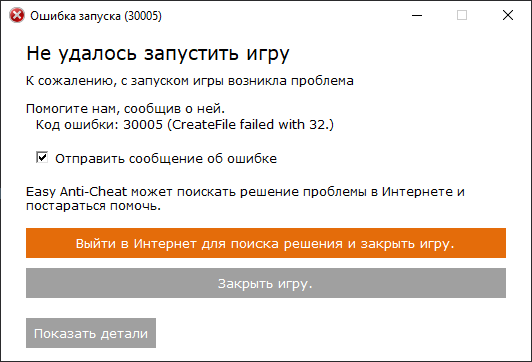 Ошибка запуска (30005)
Не удалось запустить игру
К сожалению, с запуском игры возникла проблема
Помогите нам, сообщив о ней.
Код ошибки: 30005 (CreateFile failed with 32.)
Отправить сообщение об ошибке
Easy Anti-Cheat может поискать решение проблемы в Интернете и
постараться помочь.
Выйти в Интернет для поиска решения и закрыть игру.
Закрыть игру.
Показать детали